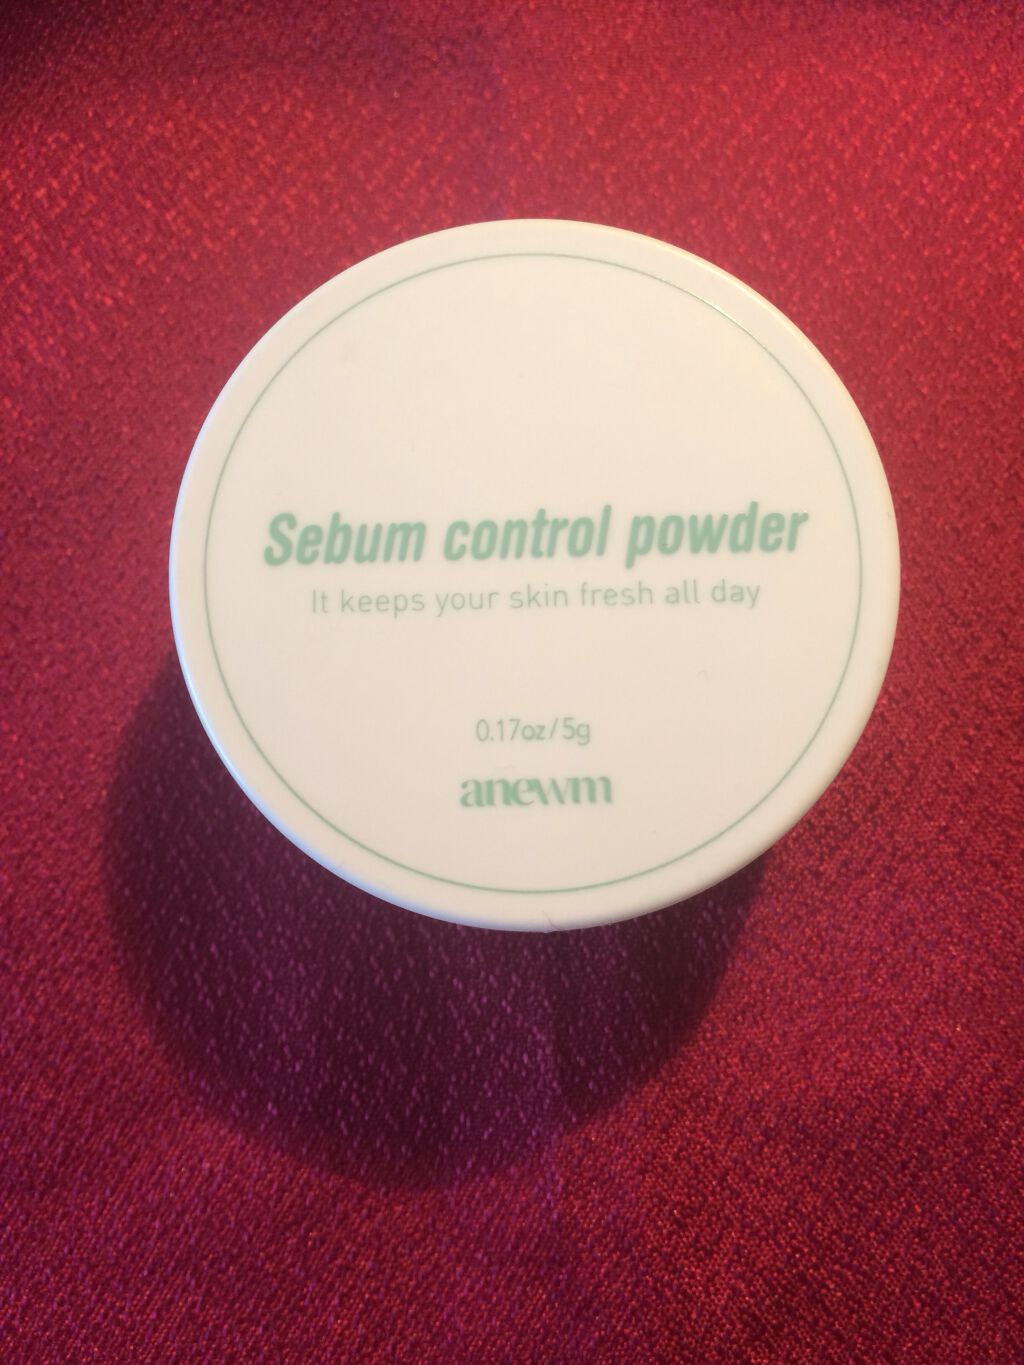 Sebum control powder
It keeps your skin fresh all day
0.17oz/5g
anewm